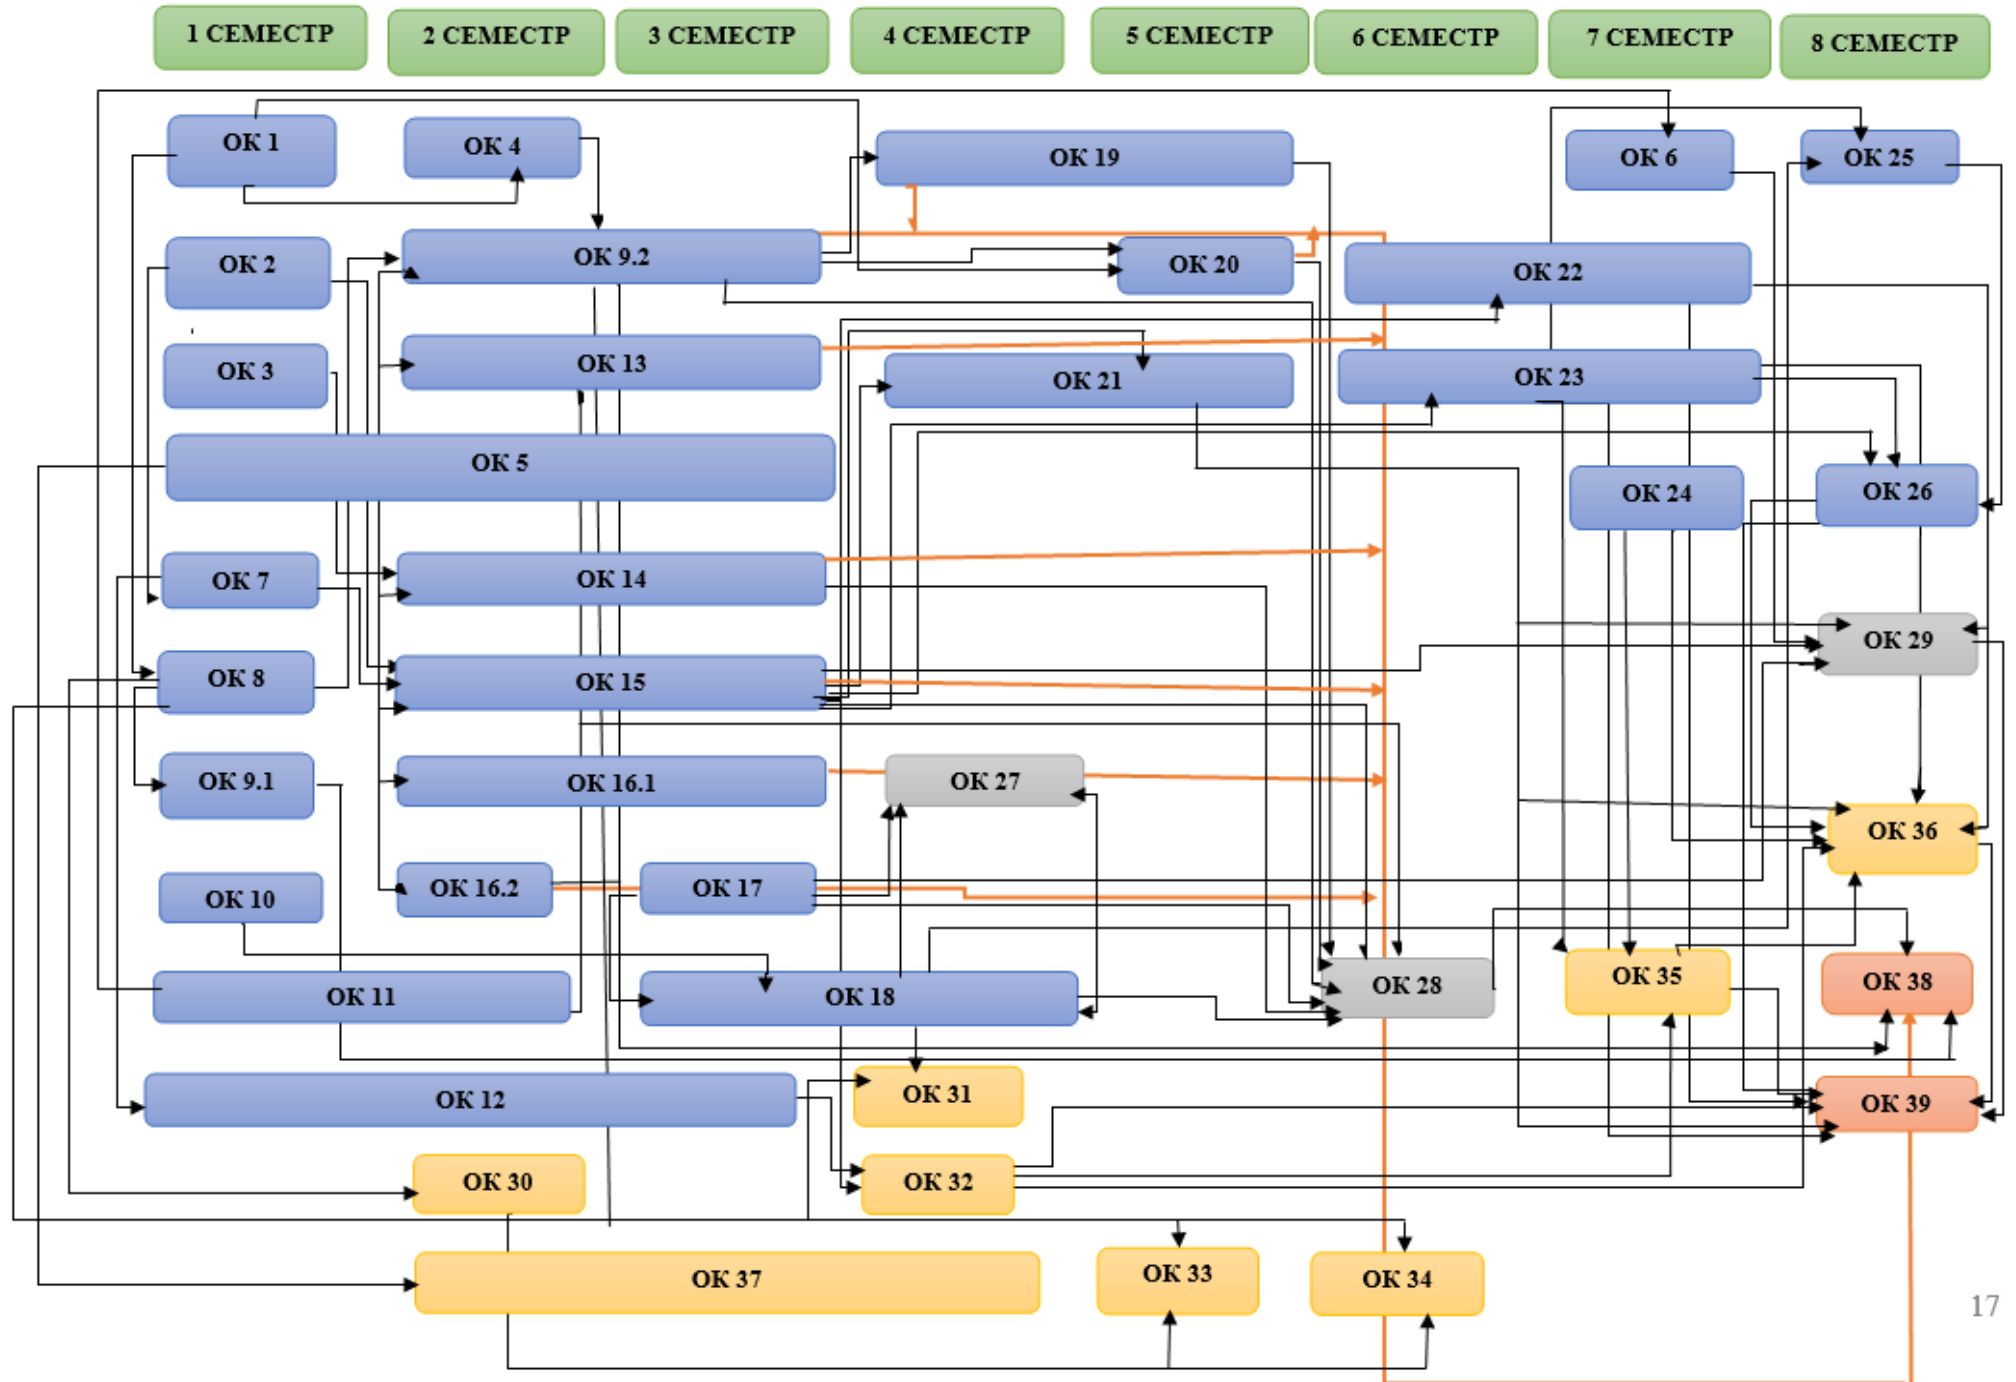 1 СЕМЕСТР
2 СЕМЕСТР
3 СЕМЕСТР
4 СЕМЕСТР
5 СЕМЕСТР
6 СЕМЕСТР
7 СЕМЕСТР
8 СЕМЕСТР
ОК 1
ОК 4
ОК 19
ОК 6
ОК 25
ОК 2
ОК 9.2
ОК 20
ОК 22
ОК 3
ОК 13
ОК 21
ОК 23
ОК 5
ОК 24
ОК 26
ОК 7
ОК 14
ОК 29
ОК 8
ОК 15
ОК 9.1
ОК 16.1
ОК 27
ОК 36
ОК 10
ОК 16.2
ОК 17
ОК 11
ОК 18
ОК 28
ОК 35
ОК 38
ОК 12
ОК 31
ОК 39
ОК 30
ОК 32
ОК 37
ОК 33
ОК 34
17